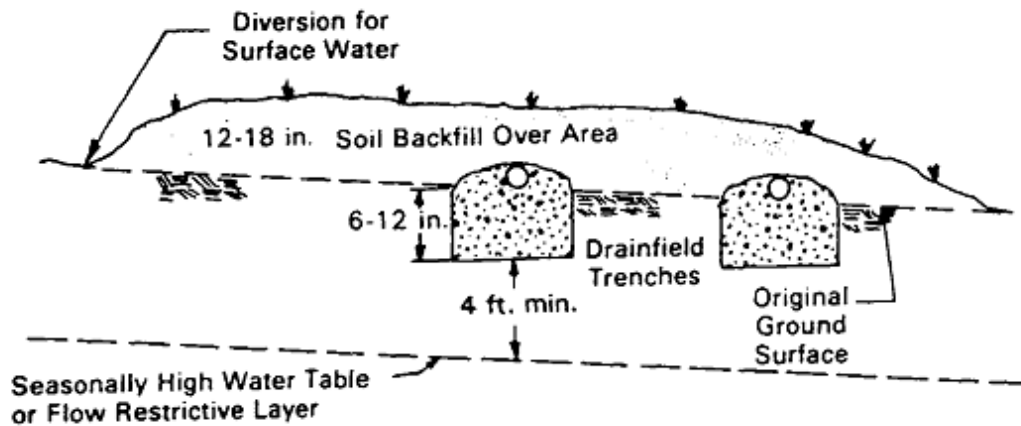 Diversion for
Surface Water
12-18 in. Soil Backfill Over Area
6-12 in.
Drainfield
Trenches
4 ft. min.
Original
Ground
Surface
Seasonally High Water Table
or Flow Restrictive Layer